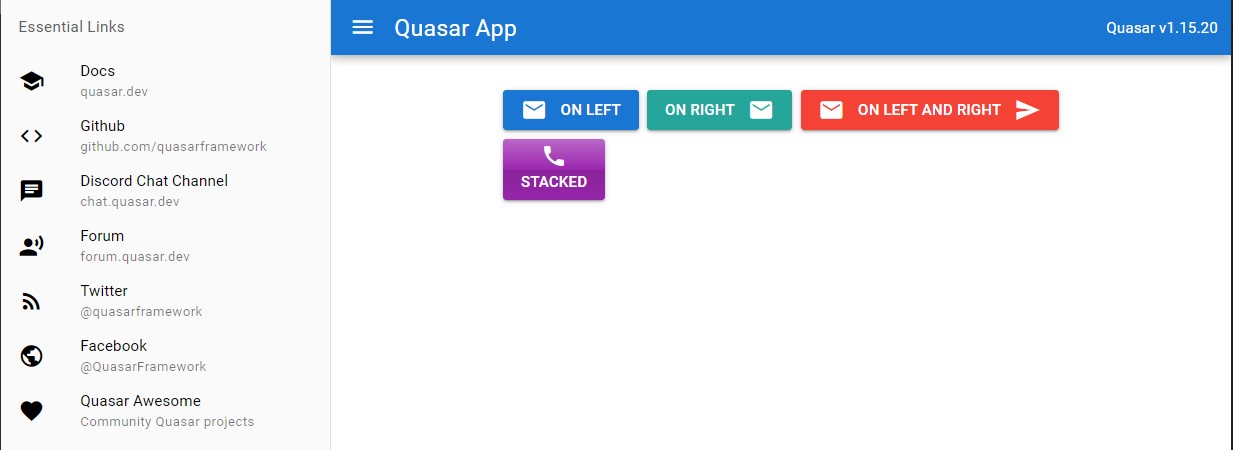 Essential Links
Quasar App
Quasar v1.15.20
Docs
quasar.dev
Github
github.com/quasarframework
Discord Chat Channel
chat.quasar.dev
Forum
forum.quasar.dev
Twitter
@quasarframework
Facebook
@QuasarFramework
Quasar Awesome
Community Quasar projects
ON LEFT
ON RIGHT
ON LEFT AND RIGHT
STACKED